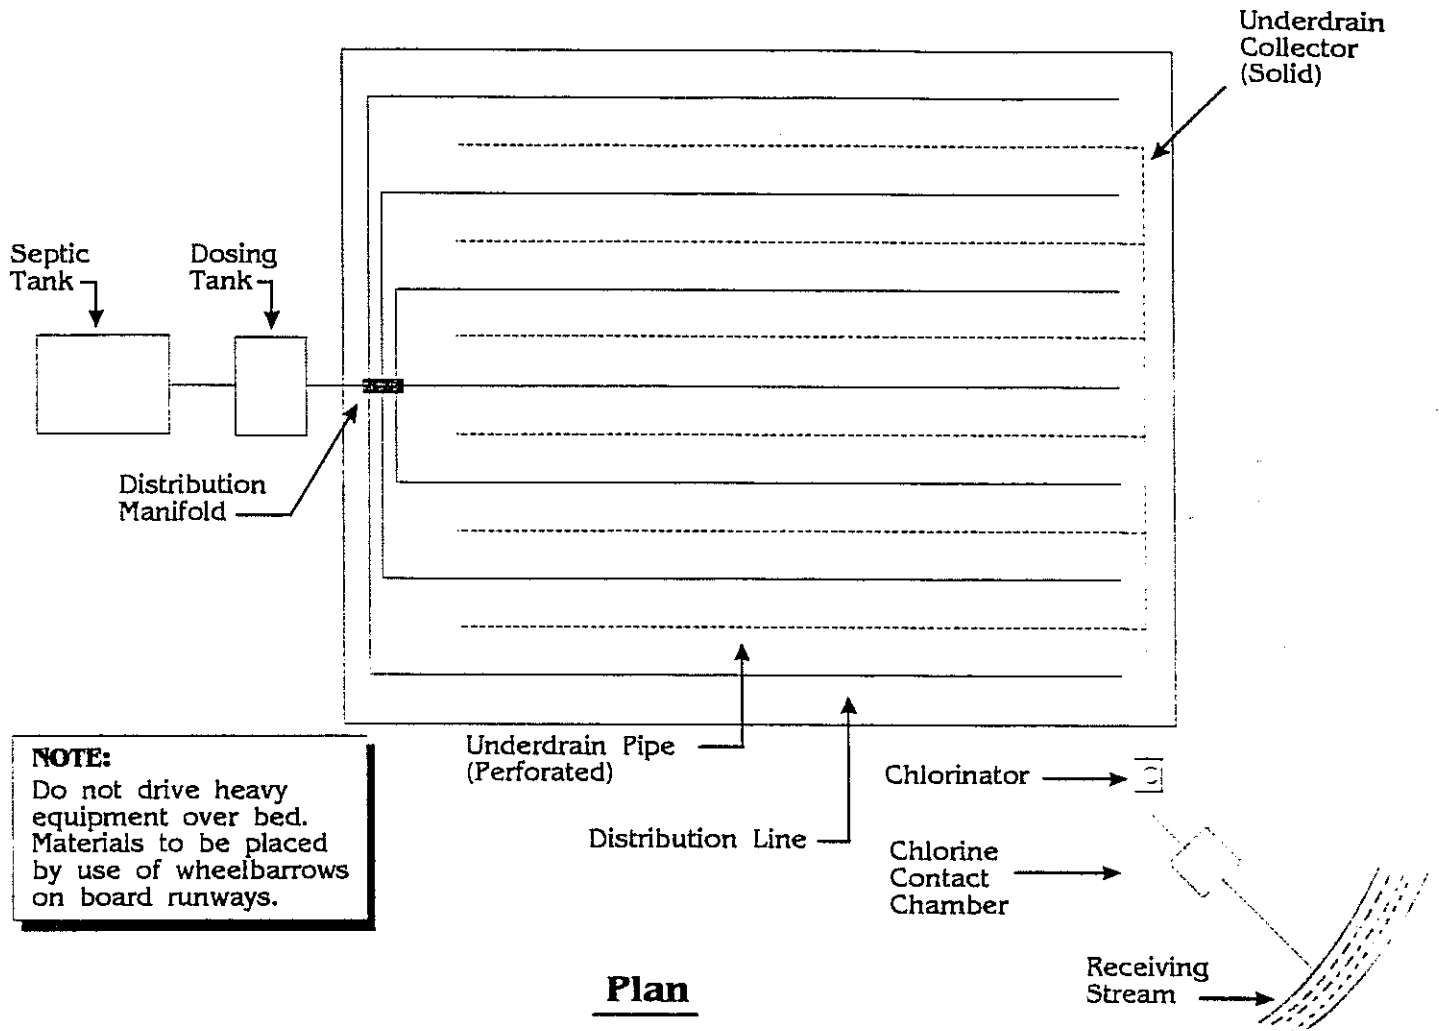 Underdrain
Collector
(Solid)
Septic
Tank
Dosing
Tank
Distribution
Manifold
Underdrain Pipe
(Perforated)
Distribution Line
NOTE:
Do not drive heavy
equipment over bed.
Materials to be placed
by use of wheelbarrows
on board runways.
Chlorinator
Chlorine
Contact
Chamber
Receiving
Stream
Plan